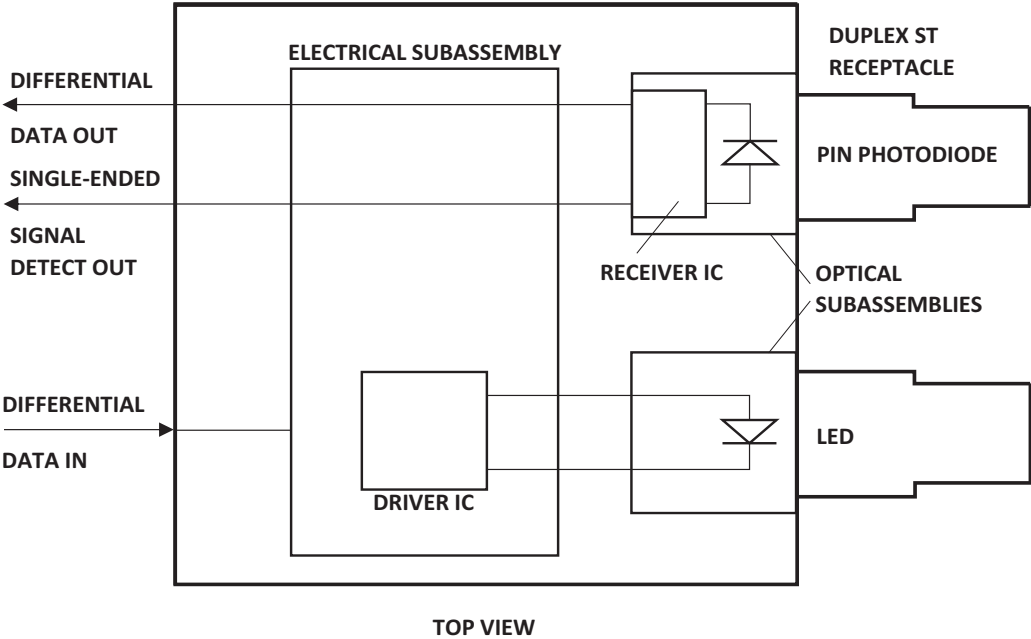 ELECTRICAL SUBASSEMBLY
DUPLEX ST
RECEPTACLE
DIFFERENTIAL
DATA OUT
SINGLE-ENDED
SIGNAL
DETECT OUT
PIN PHOTODIODE
RECEIVER IC
OPTICAL
SUBASSEMBLIES
DIFFERENTIAL
DATA IN
DRIVER IC
LED
TOP VIEW